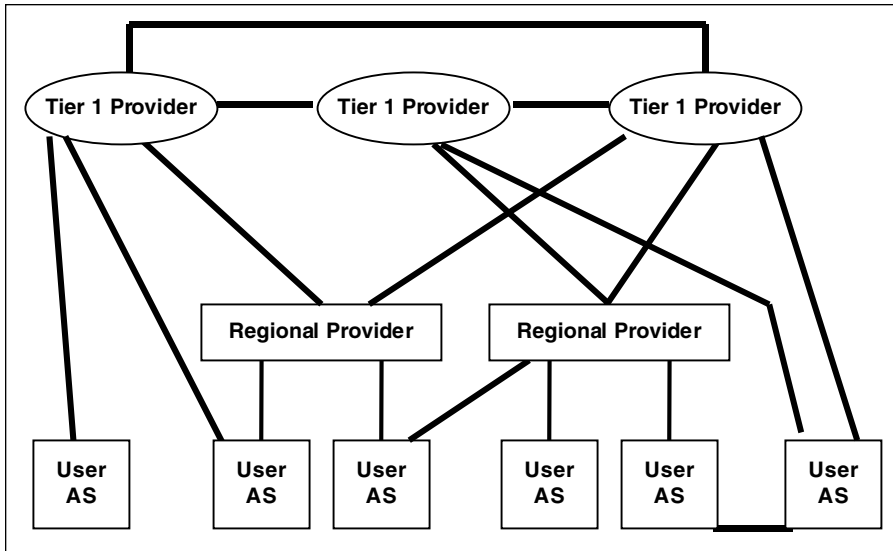 Tier 1 Provider
Tier 1 Provider
Tier 1 Provider
Regional Provider
Regional Provider
User
AS
User
AS
User
AS
User
AS
User
AS
User
AS